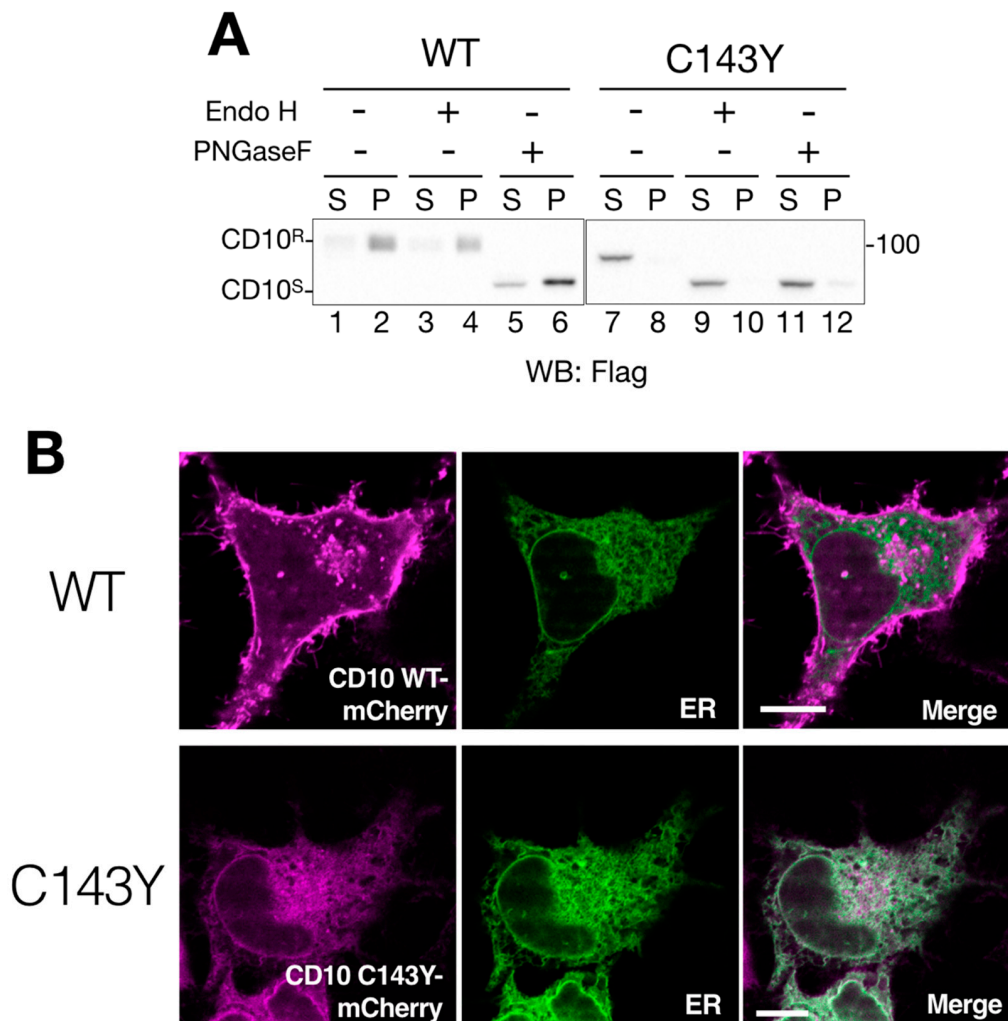 A
WT C143Y
Endo H - + - - + -
PNGaseF - - + - - +
S P S P S P S P S P S P
CD10R- -100
CD10S-
1 2 3 4 5 6 7 8 9 10 11 12
WB: Flag
B
WT
CD10 WT-
mCherry
ER
Merge
C143Y
CD10 C143Y-
mCherry
ER
Merge